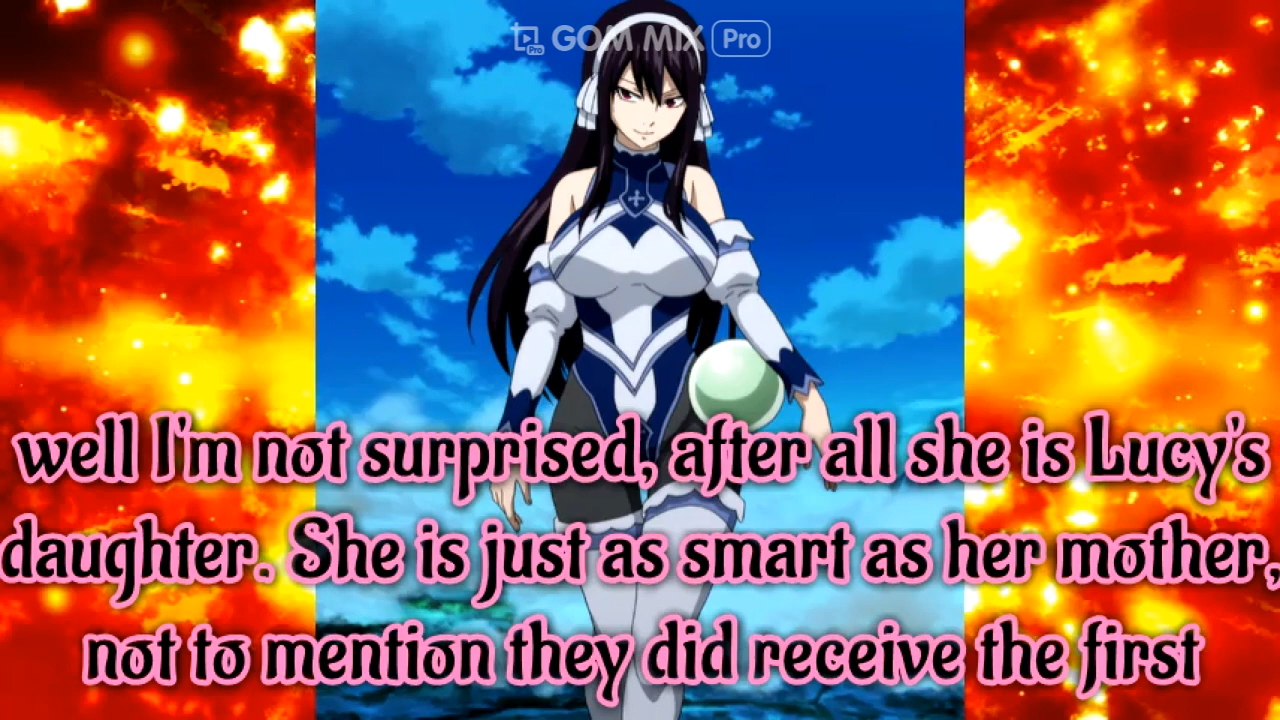 GOM MIX Pro
well I'm not surprised, after all she is Lucy's
daughter. She is just as smart as her mother,
not to mention they did receive the first